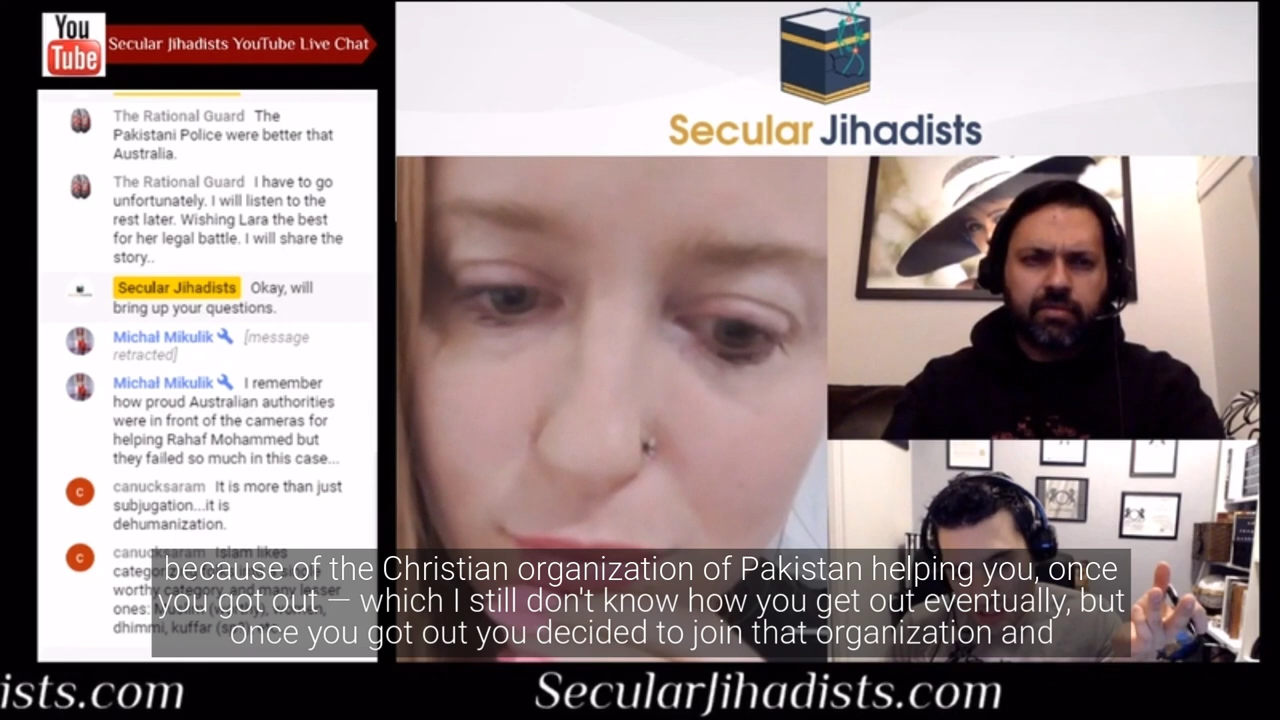 You
Tube
Secular Jihadists YouTube Live Chat
The Rational Guard The
Pakistani Police were better that
Australia.
The Rational Guard I have to go
unfortunately. I will listen to the
rest later. Wishing Lara the best
for her legal battle. I will share the
story..
Secular Jihadists Okay, will
bring up your questions.
Michał Mikulik [message
retracted]
Michał Mikulik I remember
how proud Australian authorities
were in front of the cameras for
helping Rahaf Mohammed but
they failed so much in this case...
C
canucksaram It is more than just
subjugation...it is
dehumanization.
C
canucksaram Islam likes
worthy category and many lesser
ones:
dhimmi, kuffar
Secular Jihadists
because of the Christian organization of Pakistan helping you, once
you got out — which I still don't know how you get out eventually, but
once you got out you decided to join that organization and
ists.com
SecularJihadists.com